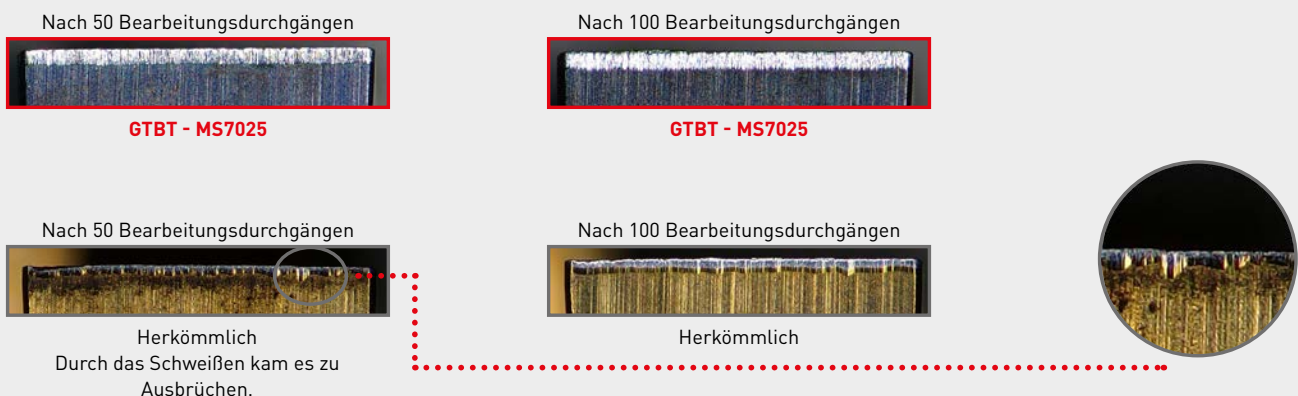 Nach 50 Bearbeitungsdurchgängen
Nach 100 Bearbeitungsdurchgängen
GTBT - MS7025
GTBT - MS7025
Nach 50 Bearbeitungsdurchgängen
Nach 100 Bearbeitungsdurchgängen
Herkömmlich
Durch das Schweißen kam es zu
Ausbrüchen.
Herkömmlich